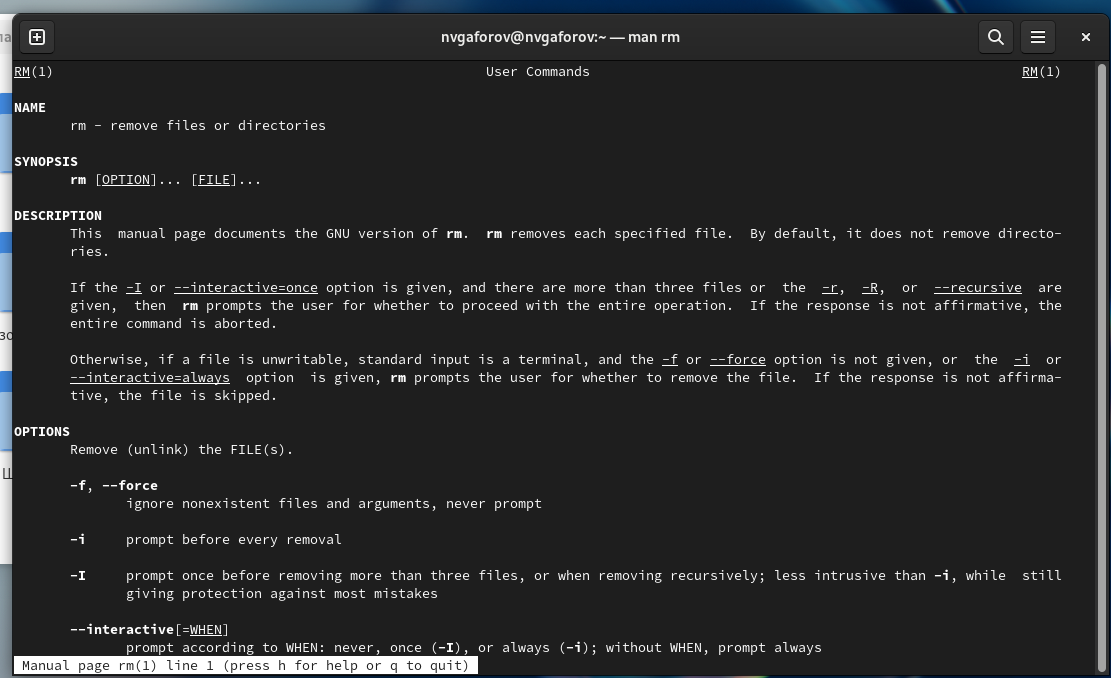 nvgaforov@nvgaforov:~ — man rm
RM(1) User Commands RM(1)
NAME
rm - remove files or directories
SYNOPSIS
rm [OPTION]... [FILE]...
DESCRIPTION
This manual page documents the GNU version of rm. rm removes each specified file. By default, it does not remove directo-
ries.
If the -I or --interactive=once option is given, and there are more than three files or the -r, -R, or --recursive are
given, then rm prompts the user for whether to proceed with the entire operation. If the response is not affirmative, the
entire command is aborted.
Otherwise, if a file is unwritable, standard input is a terminal, and the -f or --force option is not given, or the -i or
--interactive=always option is given, rm prompts the user for whether to remove the file. If the response is not affirma-
tive, the file is skipped.
OPTIONS
Remove (unlink) the FILE(s).
-f, --force
ignore nonexistent files and arguments, never prompt
-i prompt before every removal
-I prompt once before removing more than three files, or when removing recursively; less intrusive than -i, while still
giving protection against most mistakes
--interactive[=WHEN]
prompt according to WHEN: never, once (-I), or always (-i); without WHEN, prompt always
Manual page rm(1) line 1 (press h for help or q to quit)